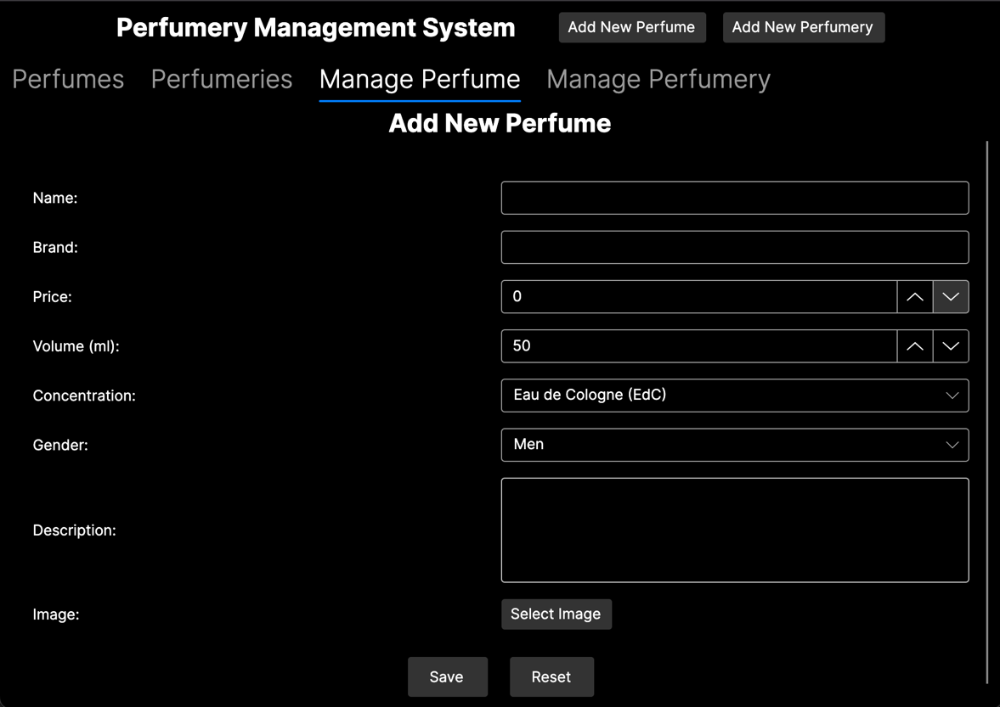 Perfumery Management System Add New Perfume Add New Perfumery
Perfumes Perfumeries Manage Perfume Manage Perfumery
Add New Perfume
Name:
Brand:
Price: 0
Volume (ml): 50
Concentration: Eau de Cologne (EdC)
Gender: Men
Description:
Image: Select Image
Save Reset